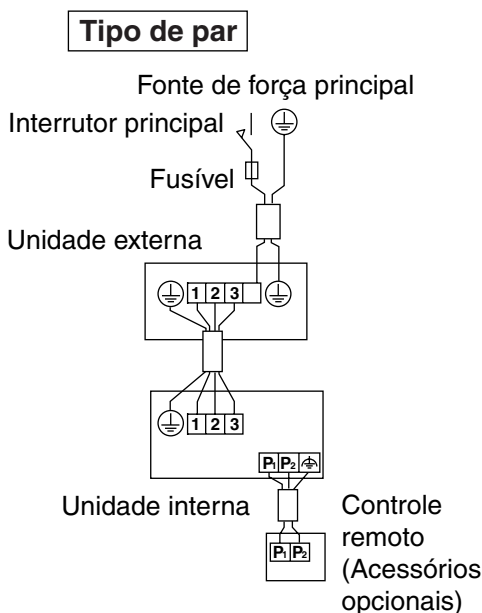 Tipo de par
Fonte de força principal
Interrutor principal
Fusível
Unidade externa
1 2 3
1 2 3
P₁ P₂
Unidade interna
Controle
remoto
(Acessórios
opcionais)
P₁ P₂